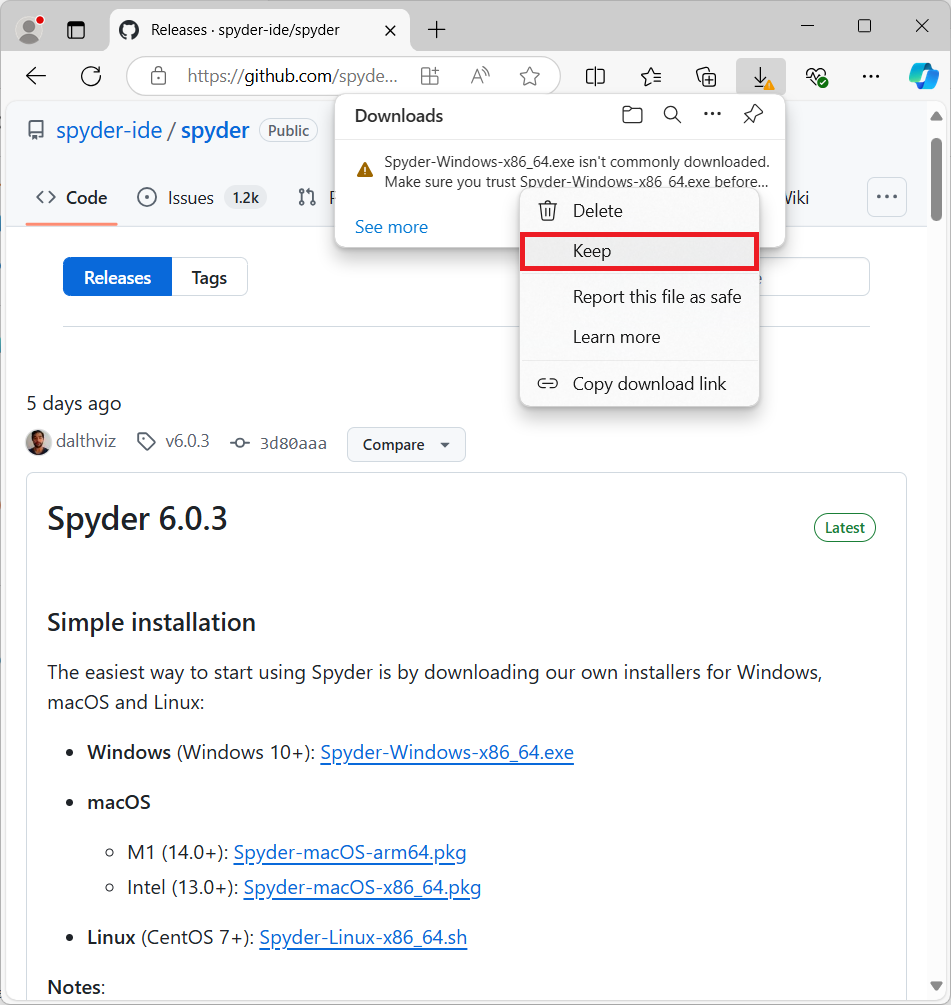 Releases · spyder-ide/spyder
https://github.com/spyde...
Downloads
spyder-ide / spyder Public
Spyder-Windows-x86_64.exe isn't commonly downloaded.
Make sure you trust Spyder-Windows-x86_64.exe before...
Code Issues 1.2k
Wiki
See more
Delete
Keep
Report this file as safe
Learn more
Copy download link
Releases Tags
5 days ago
dalthviz v6.0.3 3d80aaa Compare
Spyder 6.0.3
Latest
Simple installation
The easiest way to start using Spyder is by downloading our own installers for Windows,
macOS and Linux:
• Windows (Windows 10+): Spyder-Windows-x86_64.exe
• macOS
◦ M1 (14.0+): Spyder-macOS-arm64.pkg
◦ Intel (13.0+): Spyder-macOS-x86_64.pkg
• Linux (CentOS 7+): Spyder-Linux-x86_64.sh
Notes: